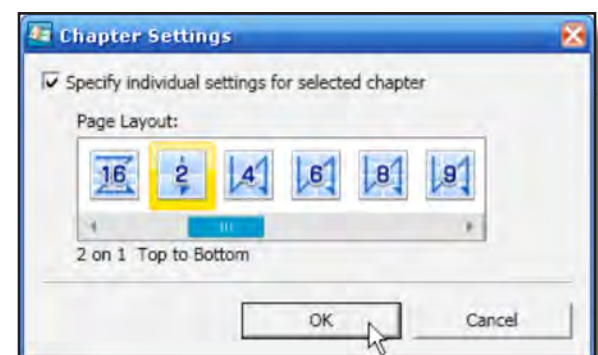 Chapter Settings
Specify individual settings for selected chapter
Page Layout:
16 2 4 6 8 9
2 on 1 Top to Bottom
OK Cancel